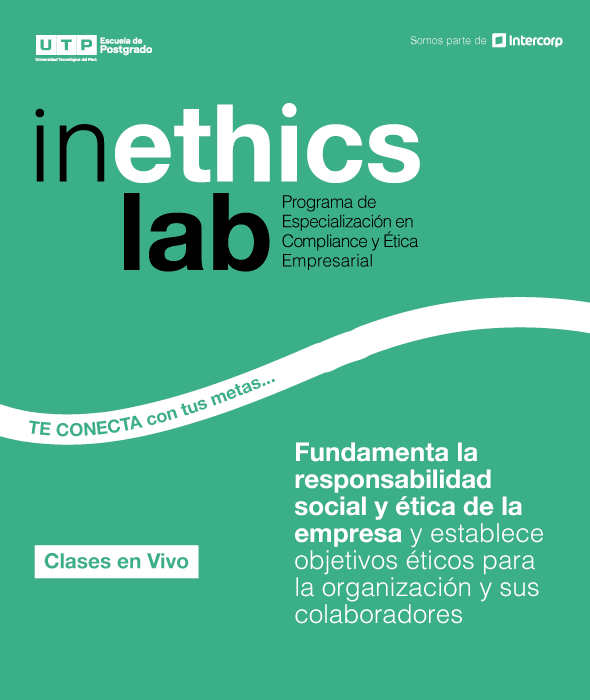 UTP
Escuela de
Postgrado
Universidad Tecnológica del Perú
Somos parte de Intercorp
inethics
lab
Programa de
Especialización en
Compliance y Ética
Empresarial
TE CONECTA con tus metas...
Fundamenta la
responsabilidad
social y ética de la
empresa y establece
objetivos éticos para
la organización y sus
colaboradores
Clases en Vivo